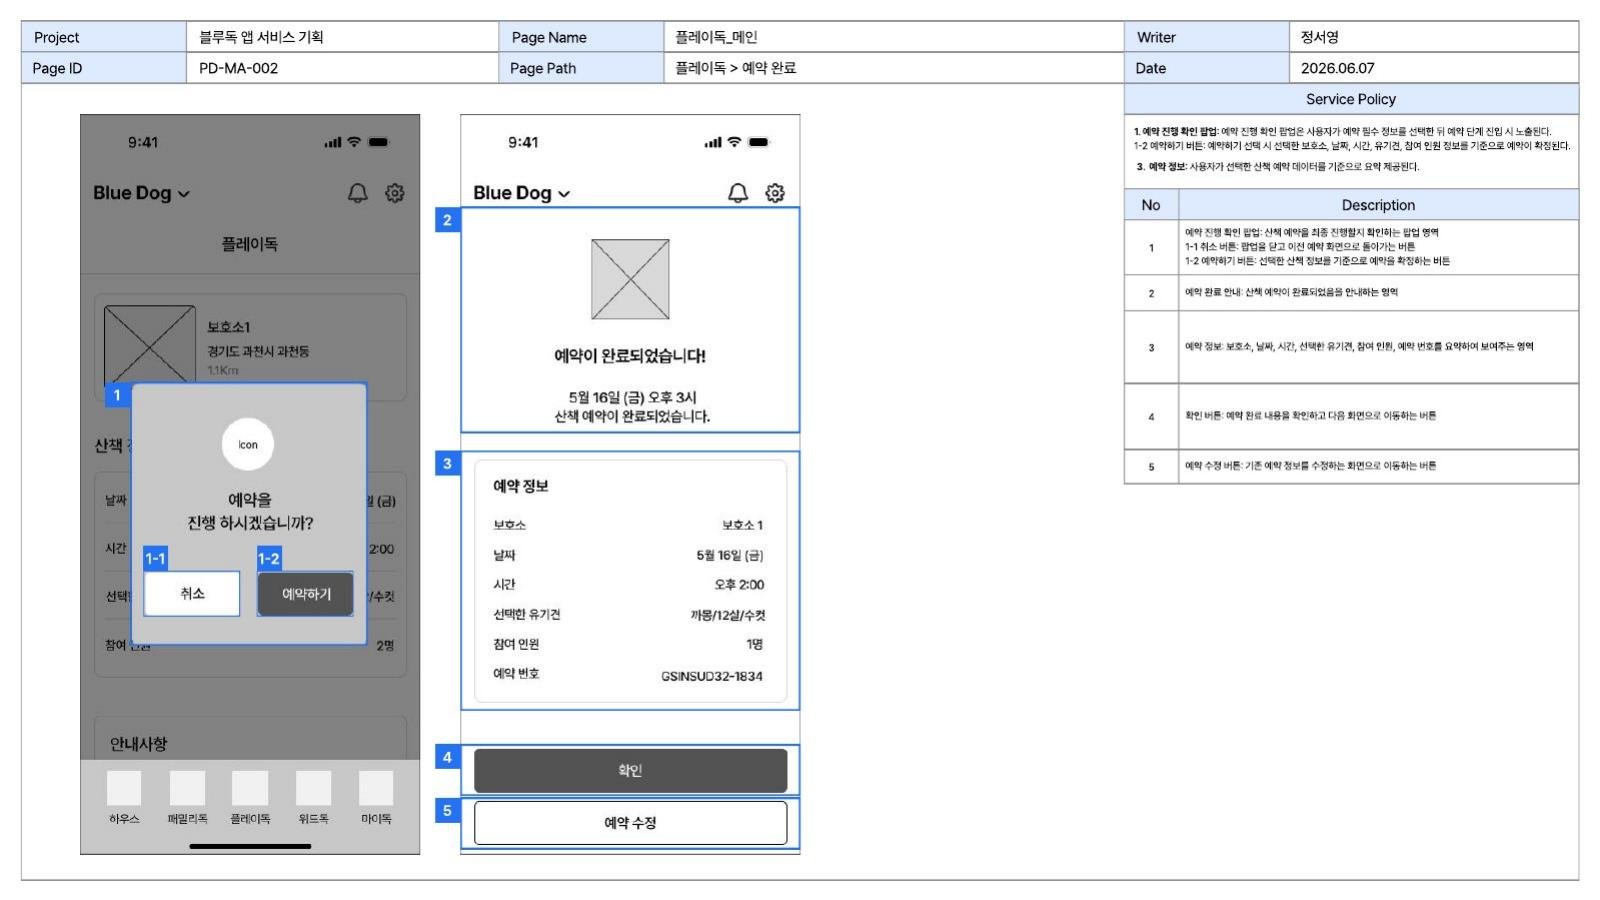 Project 블루독 앱 서비스 기획 Page Name 플레이독_메인 Writer 정서영
Page ID PD-MA-002 Page Path 플레이독 > 예약 완료 Date 2026.06.07
9:41
Blue Dog
플레이독
보호소1
경기도 과천시 과천동
1.1Km
1
산책
Icon
날짜 (금)
예약을
진행 하시겠습니까?
시간 2:00
1-1 1-2
취소 예약하기
선택 /수컷
참여 2명
안내사항
하우스 패밀리독 플레이독 위드독 마이독
9:41
Blue Dog
2
예약이 완료되었습니다!
5월 16일 (금) 오후 3시
산책 예약이 완료되었습니다.
3
예약 정보
보호소 보호소 1
날짜 5월 16일 (금)
시간 오후 2:00
선택한 유기견 까몽/12살/수컷
참여 인원 1명
예약 번호 GSINSUD32-1834
4
확인
5
예약 수정
Service Policy
1. 예약 진행 확인 팝업: 예약 진행 확인 팝업은 사용자가 예약 필수 정보를 선택한 뒤 예약 단계 진입 시 노출된다.
1-2 예약하기 버튼: 예약하기 선택 시 선택한 보호소, 날짜, 시간, 유기견, 참여 인원 정보를 기준으로 예약이 확정된다.
3. 예약 정보: 사용자가 선택한 산책 예약 데이터를 기준으로 요약 제공된다.
No Description
1 예약 진행 확인 팝업: 산책 예약을 최종 진행할지 확인하는 팝업 영역
1-1 취소 버튼: 팝업을 닫고 이전 예약 화면으로 돌아가는 버튼
1-2 예약하기 버튼: 선택한 산책 정보를 기준으로 예약을 확정하는 버튼
2 예약 완료 안내: 산책 예약이 완료되었음을 안내하는 영역
3 예약 정보: 보호소, 날짜, 시간, 선택한 유기견, 참여 인원, 예약 번호를 요약하여 보여주는 영역
4 확인 버튼: 예약 완료 내용을 확인하고 다음 화면으로 이동하는 버튼
5 예약 수정 버튼: 기존 예약 정보를 수정하는 화면으로 이동하는 버튼